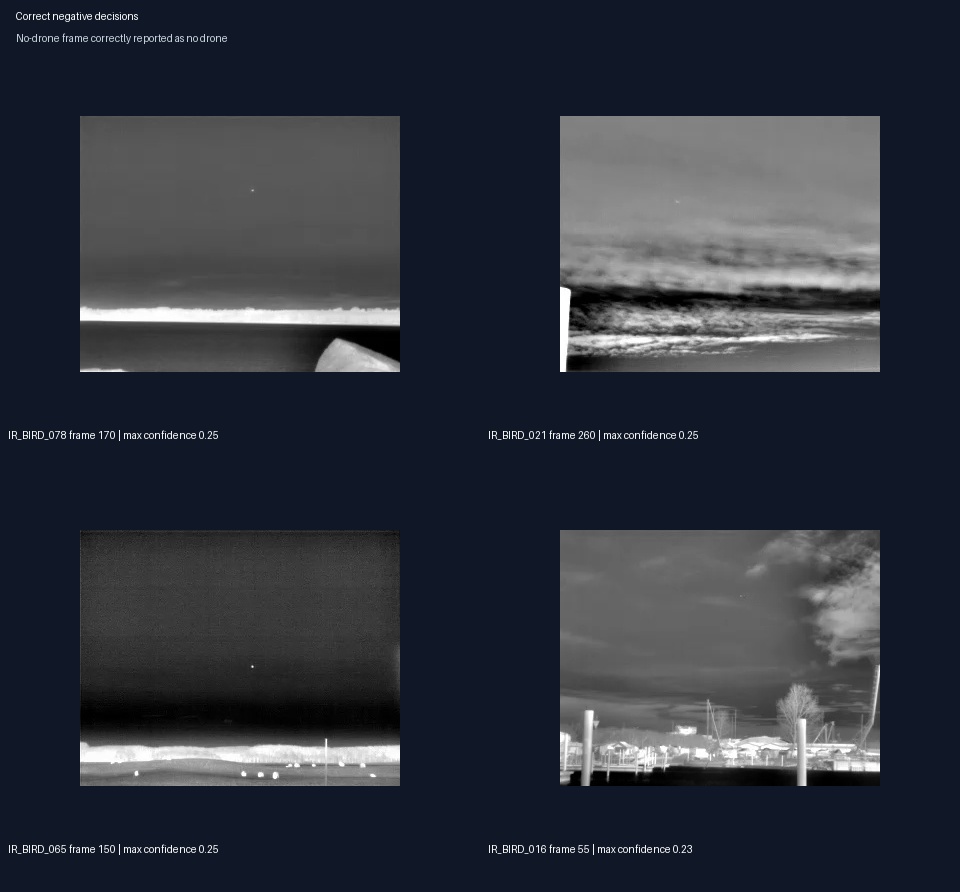 Correct negative decisions
No-drone frame correctly reported as no drone
IR_BIRD_078 frame 170 | max confidence 0.25
IR_BIRD_021 frame 260 | max confidence 0.25
IR_BIRD_065 frame 150 | max confidence 0.25
IR_BIRD_016 frame 55 | max confidence 0.23